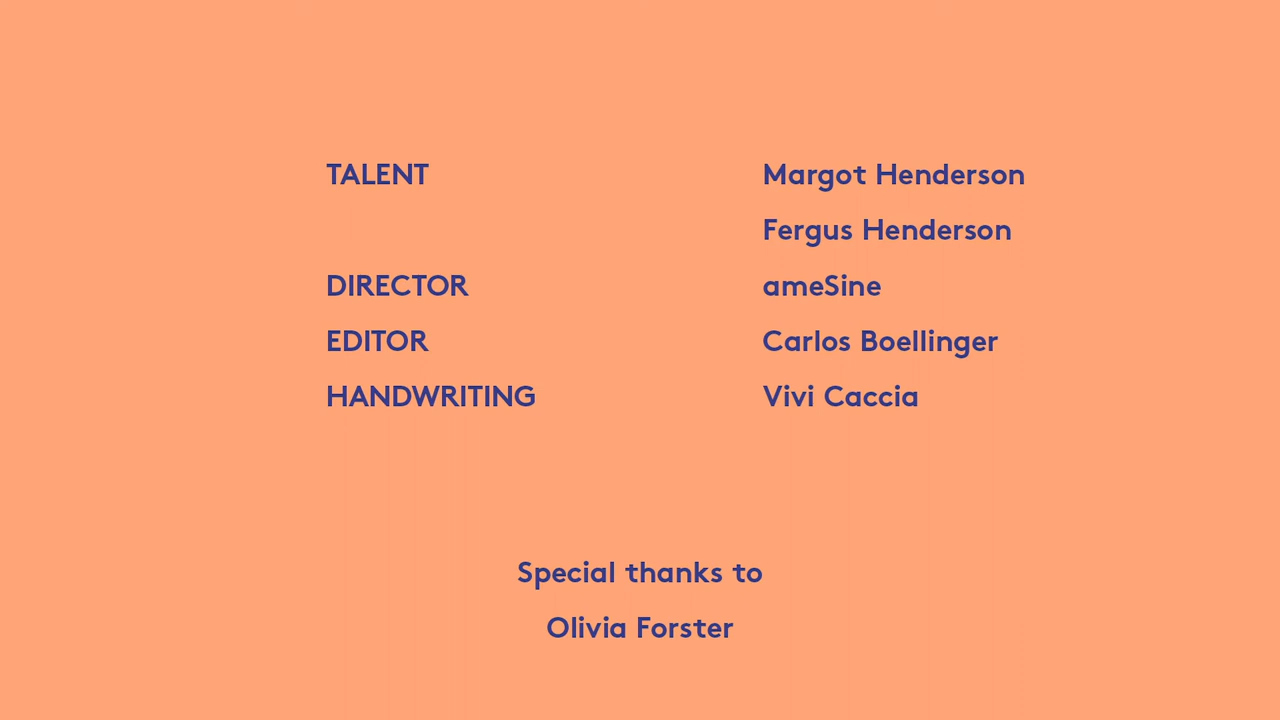 TALENT Margot Henderson
Fergus Henderson
DIRECTOR ameSine
EDITOR Carlos Boellinger
HANDWRITING Vivi Caccia
Special thanks to
Olivia Forster